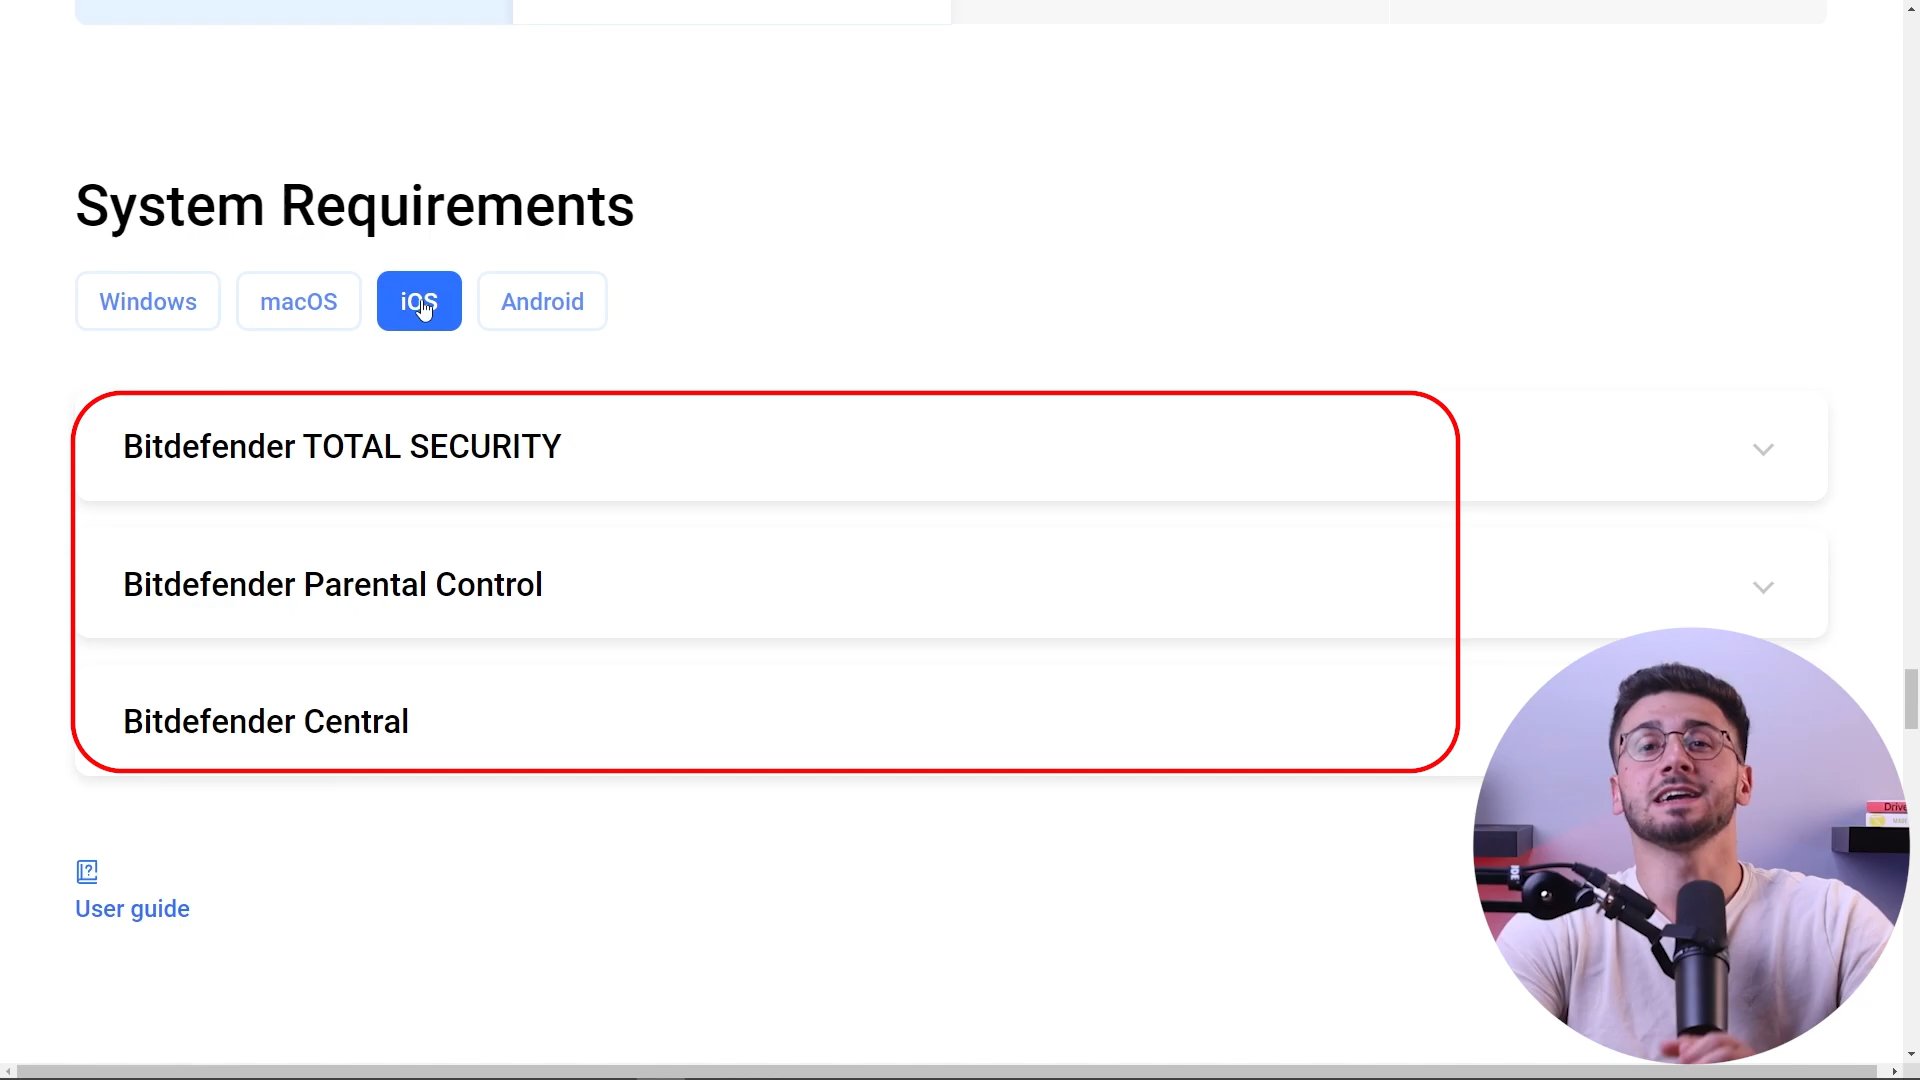 System Requirements
Windows
macOS
iOS
Android
Bitdefender TOTAL SECURITY
Bitdefender Parental Control
Bitdefender Central
User guide